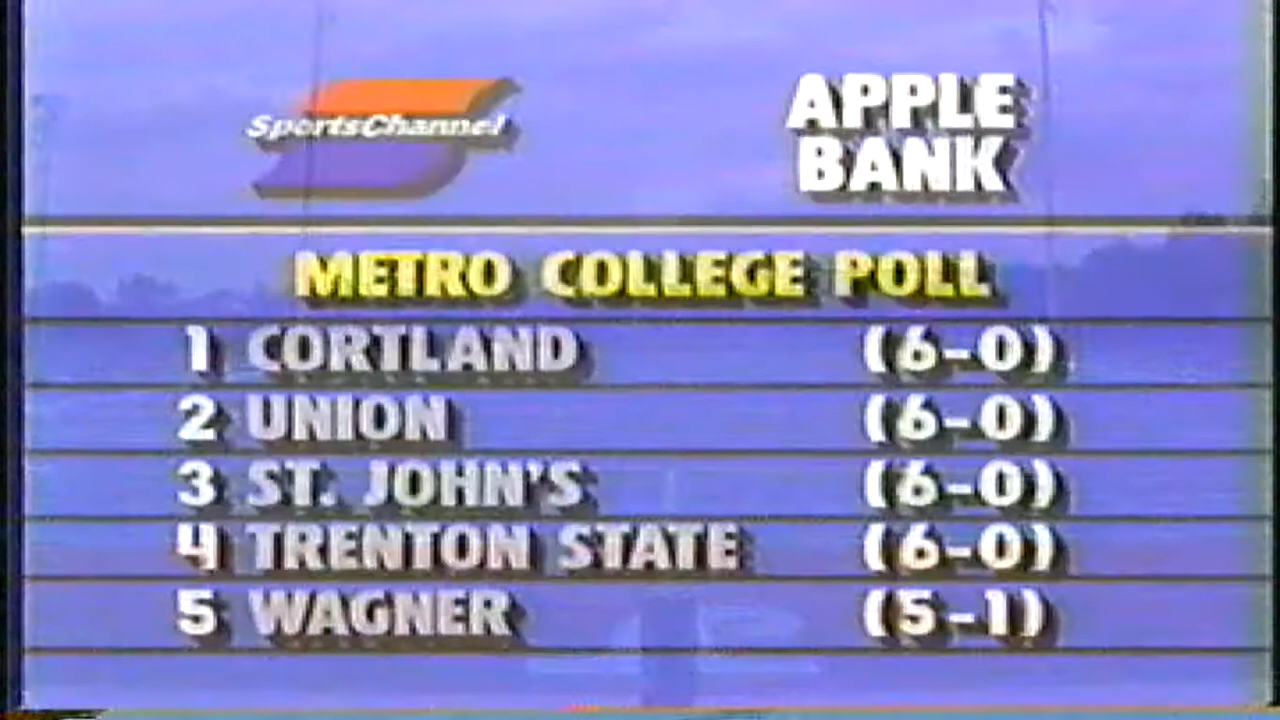 SportsChannel
APPLE
BANK
METRO COLLEGE POLL
1 CORTLAND (6-0)
2 UNION (6-0)
3 ST. JOHN'S (6-0)
4 TRENTON STATE (6-0)
5 WAGNER (5-1)